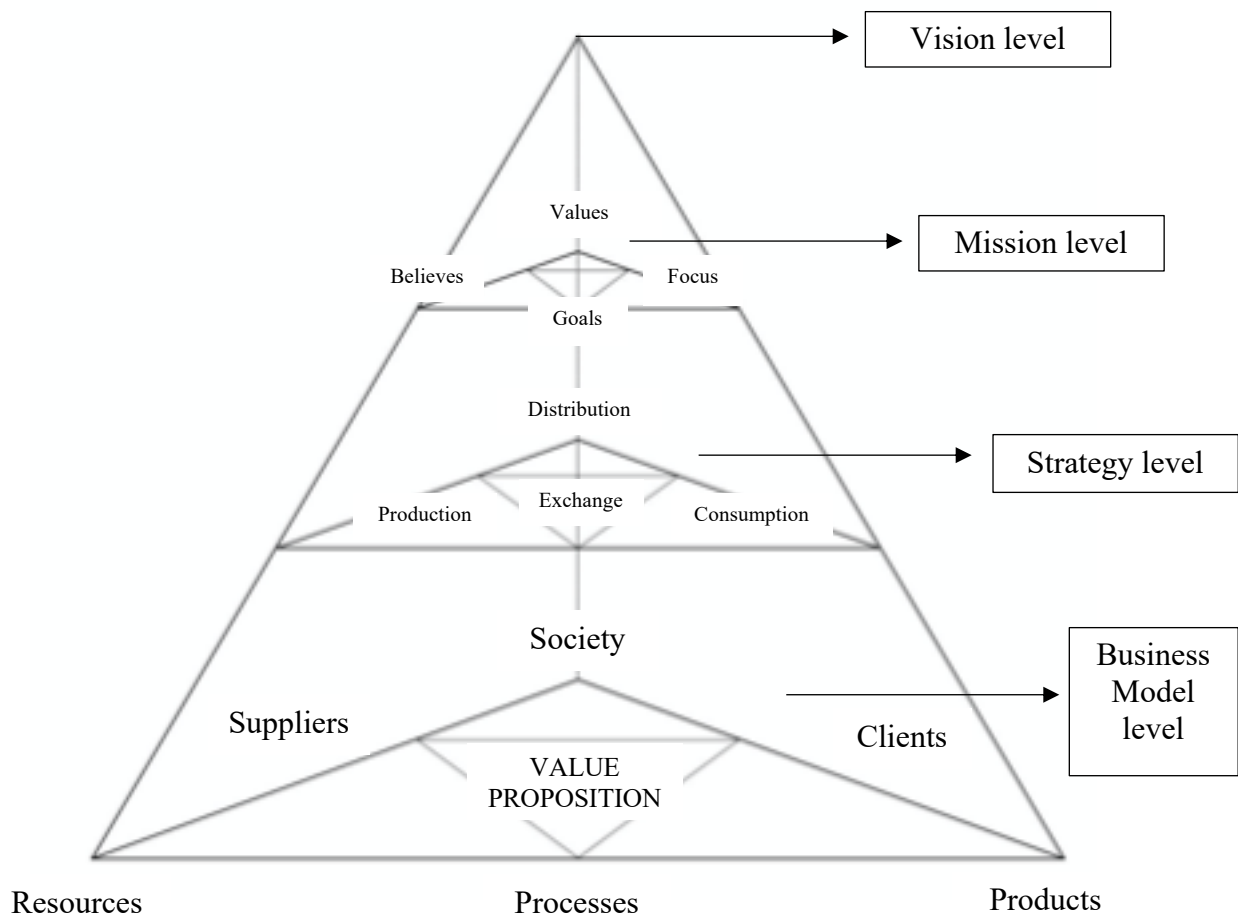 Vision level
Values
Mission level
Believes
Focus
Goals
Distribution
Strategy level
Production
Exchange
Consumption
Society
Business
Model
level
Suppliers
Clients
VALUE
PROPOSITION
Resources
Processes
Products